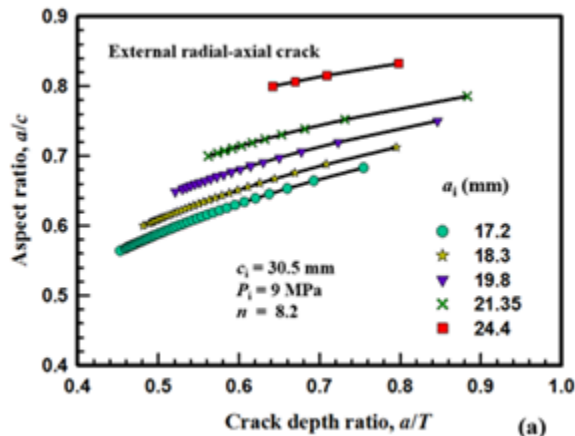 0.9
External radial-axial crack
0.8
0.7
Aspect ratio, a/c
aᵢ (mm)
0.6
17.2
18.3
cᵢ = 30.5 mm
19.8
0.5
Pᵢ = 9 MPa
21.35
n = 8.2
24.4
0.4
0.4 0.5 0.6 0.7 0.8 0.9 1.0
Crack depth ratio, a/T (a)